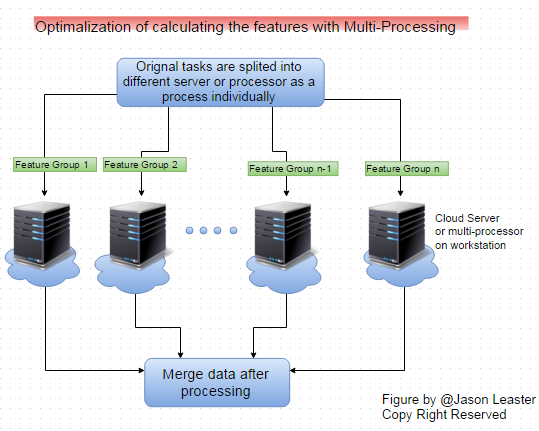 Optimalization of calculating the features with Multi-Processing
Orignal tasks are splited into
different server or processor as a
process individually
Feature Group 1
Feature Group 2
Feature Group n-1
Feature Group n
Cloud Server
or multi-processor
on workstation
Merge data after
processing
Figure by @Jason Leaster
Copy Right Reserved